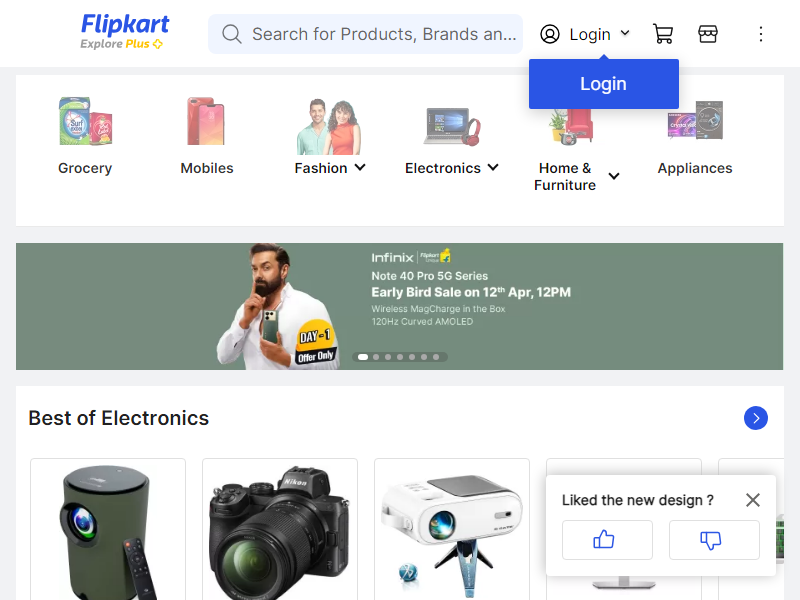 Flipkart
Explore Plus
Search for Products, Brands an...
Login
Login
Grocery
Mobiles
Fashion
Electronics
Home &
Furniture
Appliances
Infinix | Flipkart
Note 40 Pro 5G Series
Early Bird Sale on 12th Apr, 12PM
Wireless MagCharge in the Box
120Hz Curved AMOLED
DAY-1
Offer Only
Best of Electronics
Nikon
Liked the new design ?